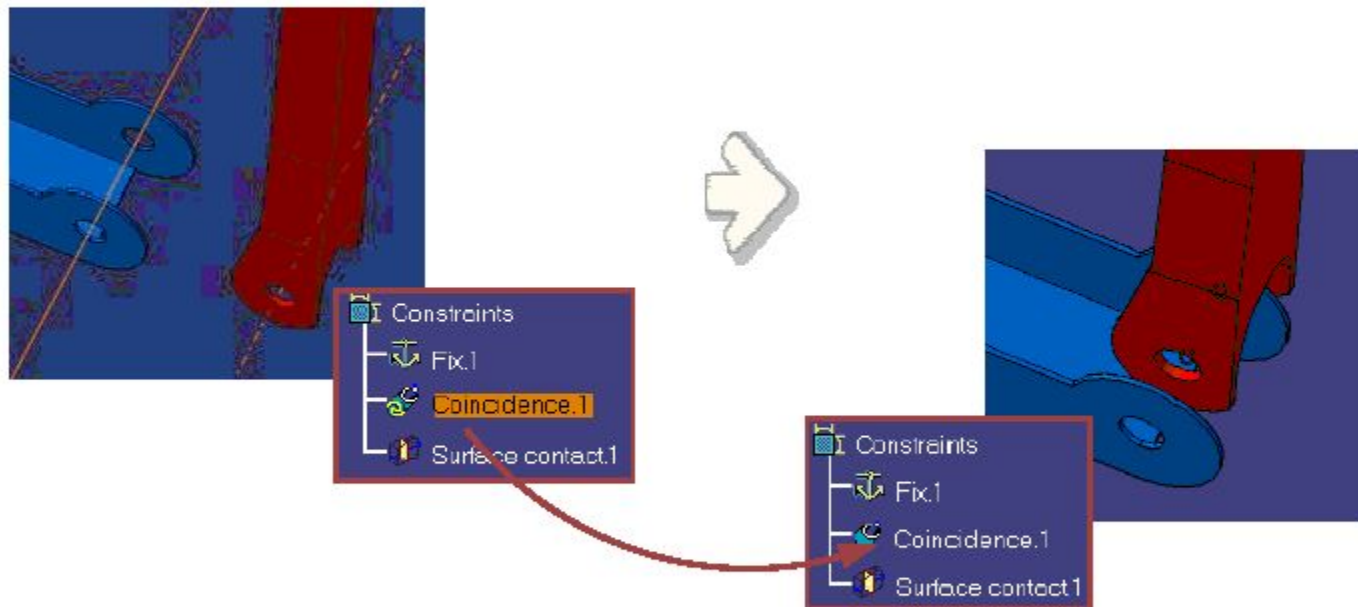 Constraints
Fix.1
Coincidence.1
Surface contact.1
Constraints
Fix.1
Coincidence.1
Surface contact.1